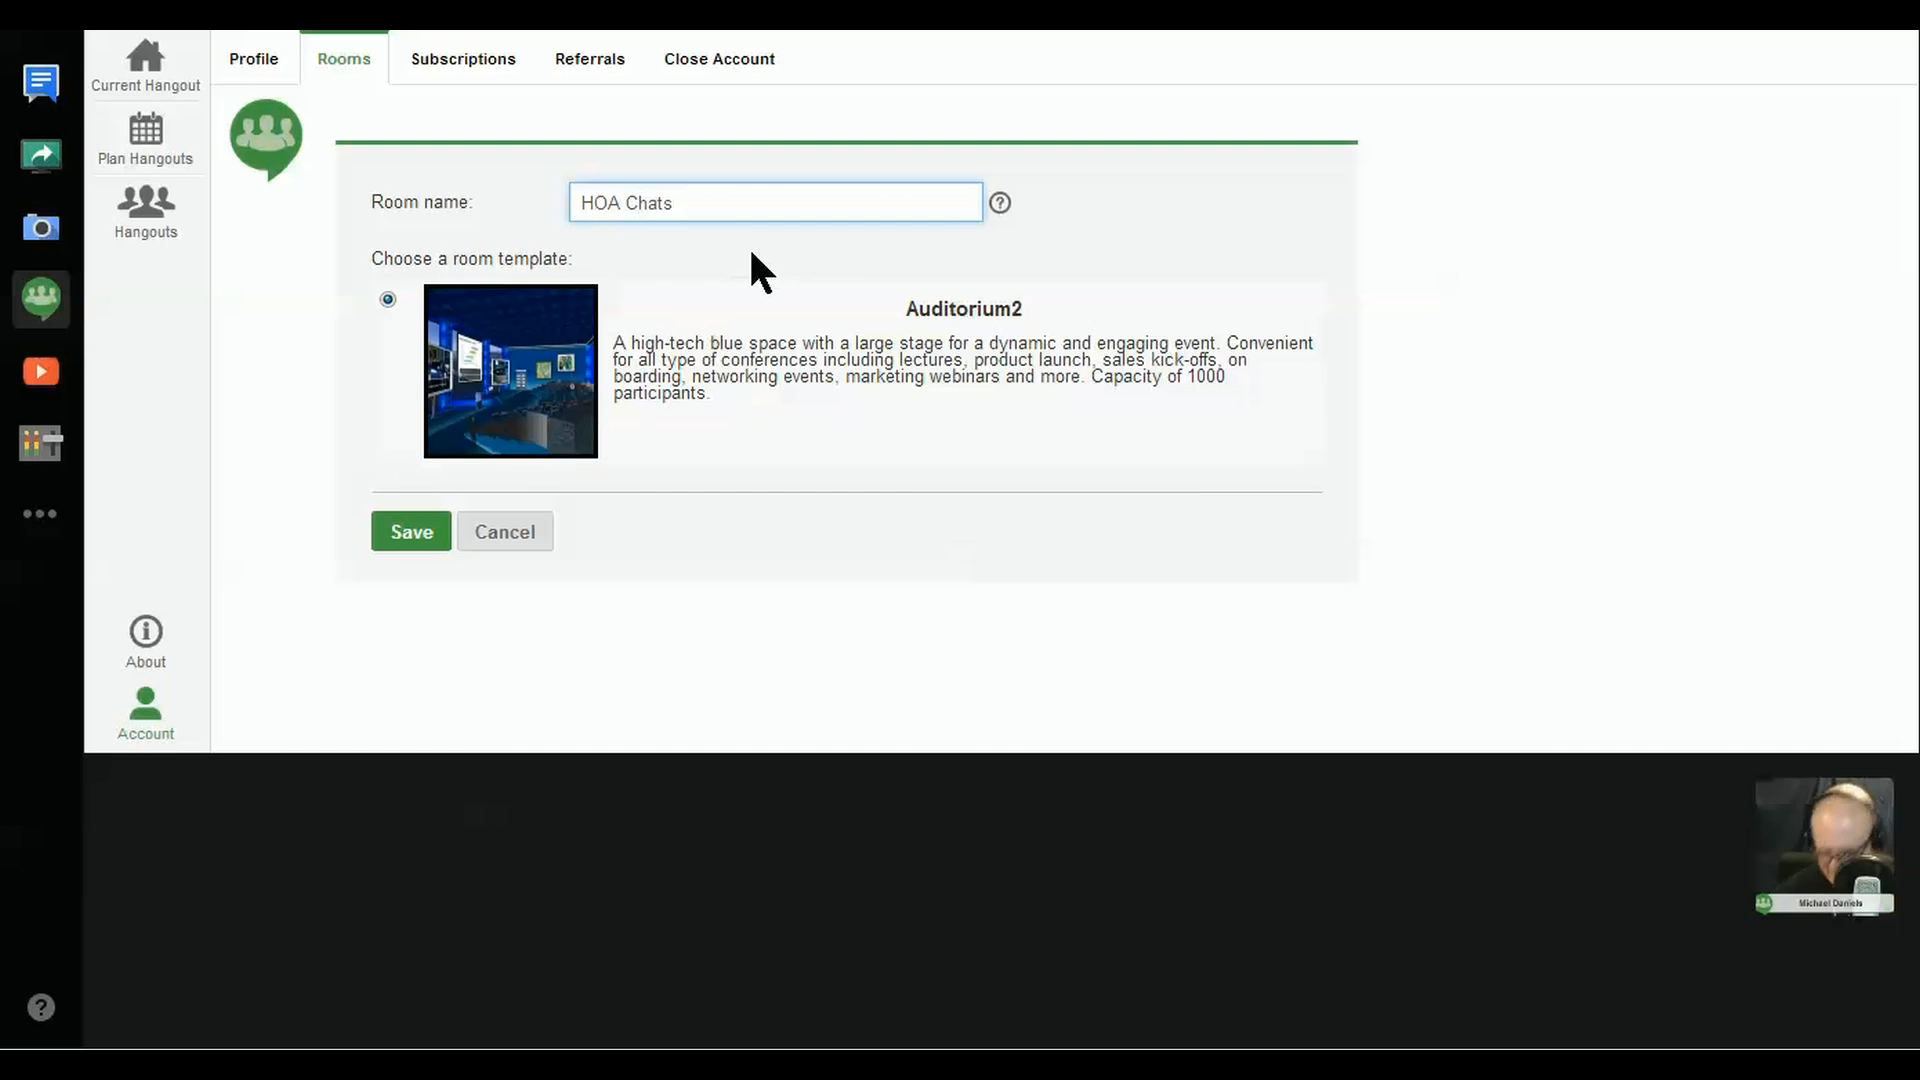 Profile
Rooms
Subscriptions
Referrals
Close Account
Current Hangout
Plan Hangouts
Hangouts
Room name:
HOA Chats
?
Choose a room template:
Auditorium2
A high-tech blue space with a large stage for a dynamic and engaging event. Convenient
for all type of conferences including lectures, product launch, sales kick-offs, on
boarding, networking events, marketing webinars and more. Capacity of 1000
participants.
Save
Cancel
About
Account
Michael Daniels
?